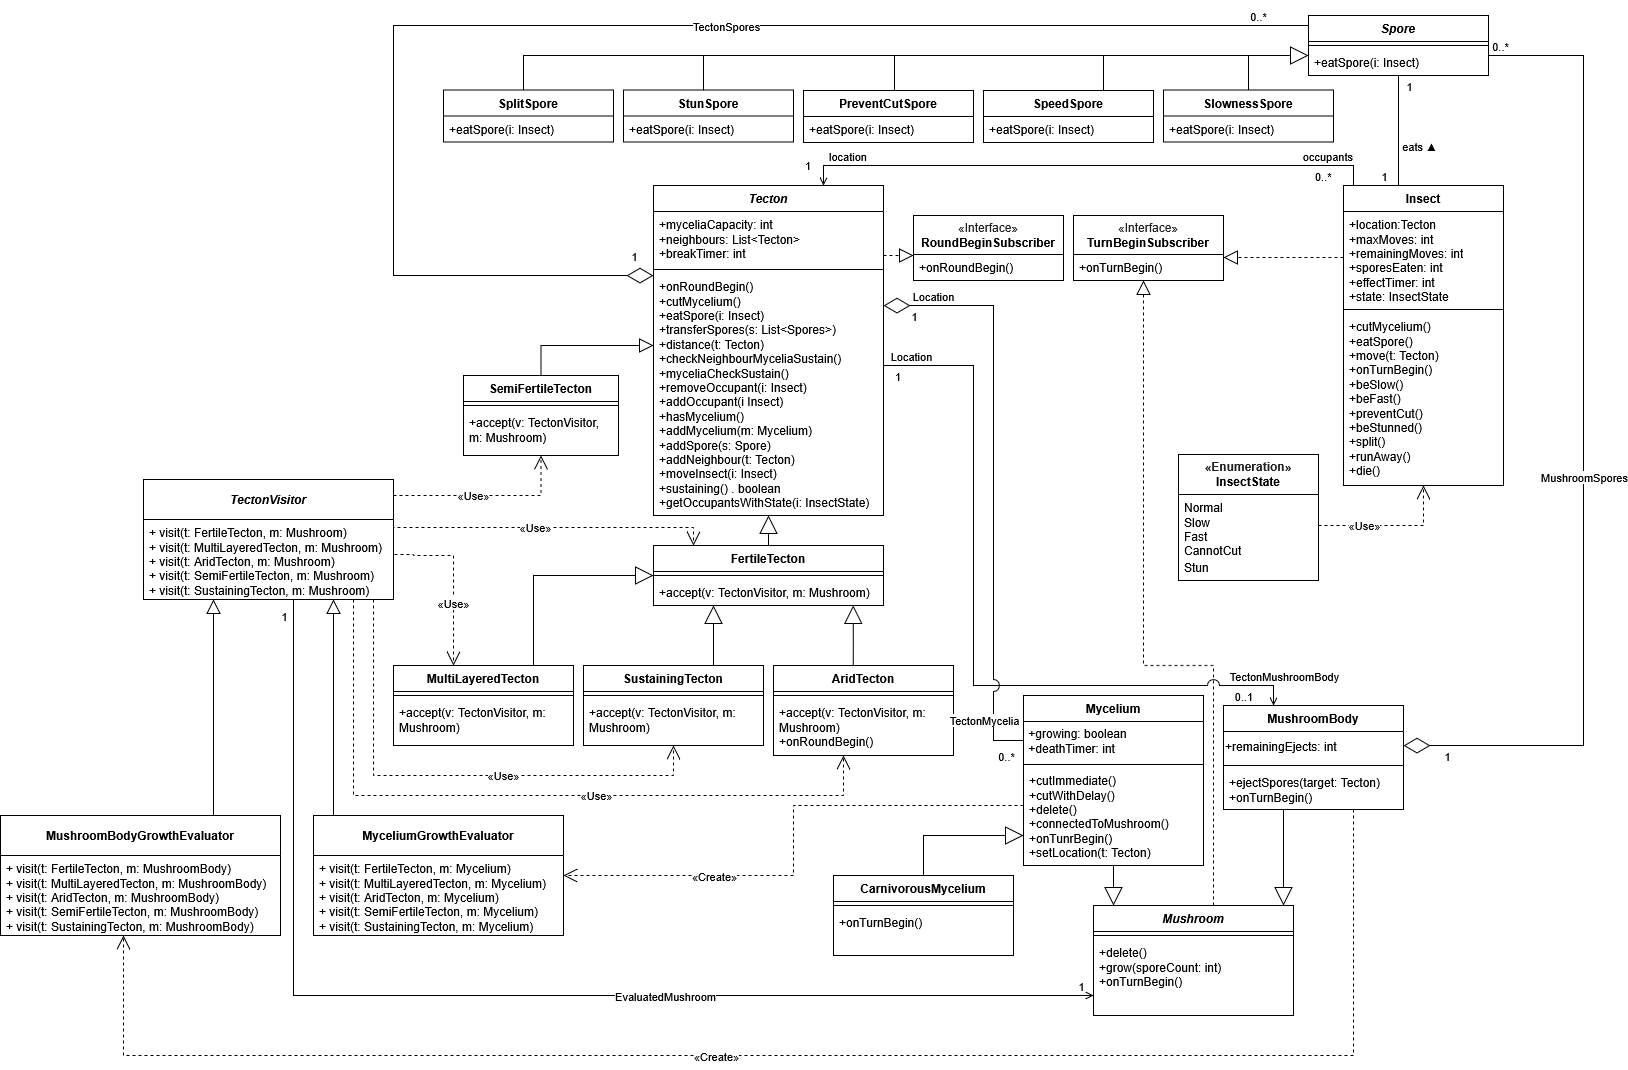 TectonSpores
0..*
Spore
+eatSpore(i: Insect)
0..*
1
SplitSpore
+eatSpore(i: Insect)
StunSpore
+eatSpore(i: Insect)
PreventCutSpore
+eatSpore(i: Insect)
SpeedSpore
+eatSpore(i: Insect)
SlownessSpore
+eatSpore(i: Insect)
eats ▲
1
location
1
occupants
0..*
Tecton
+myceliaCapacity: int
+neighbours: List<Tecton>
+breakTimer: int
+onRoundBegin()
+cutMycelium()
+eatSpore(i: Insect)
+transferSpores(s: List<Spores>)
+distance(t: Tecton)
+checkNeighbourMyceliaSustain()
+myceliaCheckSustain()
+removeOccupant(i: Insect)
+addOccupant(i Insect)
+hasMycelium()
+addMycelium(m: Mycelium)
+addSpore(s: Spore)
+addNeighbour(t: Tecton)
+moveInsect(i: Insect)
+sustaining() . boolean
+getOccupantsWithState(i: InsectState)
1
«Interface»
RoundBeginSubscriber
+onRoundBegin()
«Interface»
TurnBeginSubscriber
+onTurnBegin()
Insect
+location:Tecton
+maxMoves: int
+remainingMoves: int
+sporesEaten: int
+effectTimer: int
+state: InsectState
+cutMycelium()
+eatSpore()
+move(t: Tecton)
+onTurnBegin()
+beSlow()
+beFast()
+preventCut()
+beStunned()
+split()
+runAway()
+die()
Location
1
Location
1
SemiFertileTecton
+accept(v: TectonVisitor,
m: Mushroom)
«Enumeration»
InsectState
Normal
Slow
Fast
CannotCut
Stun
«Use»
MushroomSpores
TectonVisitor
+ visit(t: FertileTecton, m: Mushroom)
+ visit(t: MultiLayeredTecton, m: Mushroom)
+ visit(t: AridTecton, m: Mushroom)
+ visit(t: SemiFertileTecton, m: Mushroom)
+ visit(t: SustainingTecton, m: Mushroom)
«Use»
«Use»
«Use»
1
FertileTecton
+accept(v: TectonVisitor, m: Mushroom)
MultiLayeredTecton
+accept(v: TectonVisitor, m:
Mushroom)
SustainingTecton
+accept(v: TectonVisitor, m:
Mushroom)
AridTecton
+accept(v: TectonVisitor, m:
Mushroom)
+onRoundBegin()
«Use»
«Use»
TectonMycelia
0..*
TectonMushroomBody
0..1
Mycelium
+growing: boolean
+deathTimer: int
+cutImmediate()
+cutWithDelay()
+delete()
+connectedToMushroom()
+onTunrBegin()
+setLocation(t: Tecton)
MushroomBody
+remainingEjects: int
+ejectSpores(target: Tecton)
+onTurnBegin()
1
MushroomBodyGrowthEvaluator
+ visit(t: FertileTecton, m: MushroomBody)
+ visit(t: MultiLayeredTecton, m: MushroomBody)
+ visit(t: AridTecton, m: MushroomBody)
+ visit(t: SemiFertileTecton, m: MushroomBody)
+ visit(t: SustainingTecton, m: MushroomBody)
MyceliumGrowthEvaluator
+ visit(t: FertileTecton, m: Mycelium)
+ visit(t: MultiLayeredTecton, m: Mycelium)
+ visit(t: AridTecton, m: Mycelium)
+ visit(t: SemiFertileTecton, m: Mycelium)
+ visit(t: SustainingTecton, m: Mycelium)
«Create»
CarnivorousMycelium
+onTurnBegin()
Mushroom
+delete()
+grow(sporeCount: int)
+onTurnBegin()
1
EvaluatedMushroom
«Create»